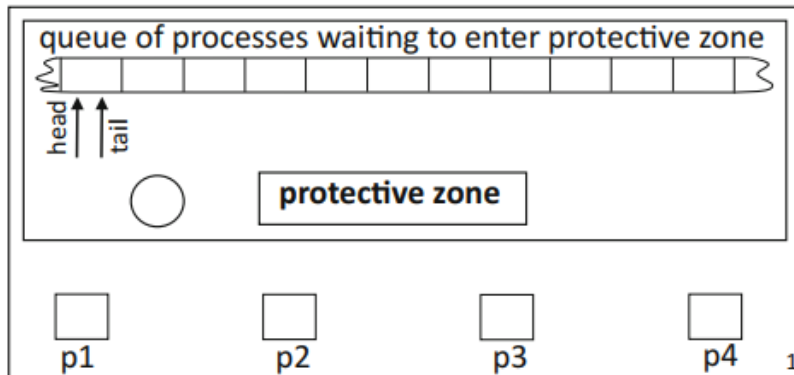 queue of processes waiting to enter protective zone
head
tail
protective zone
p1
p2
p3
p4
1